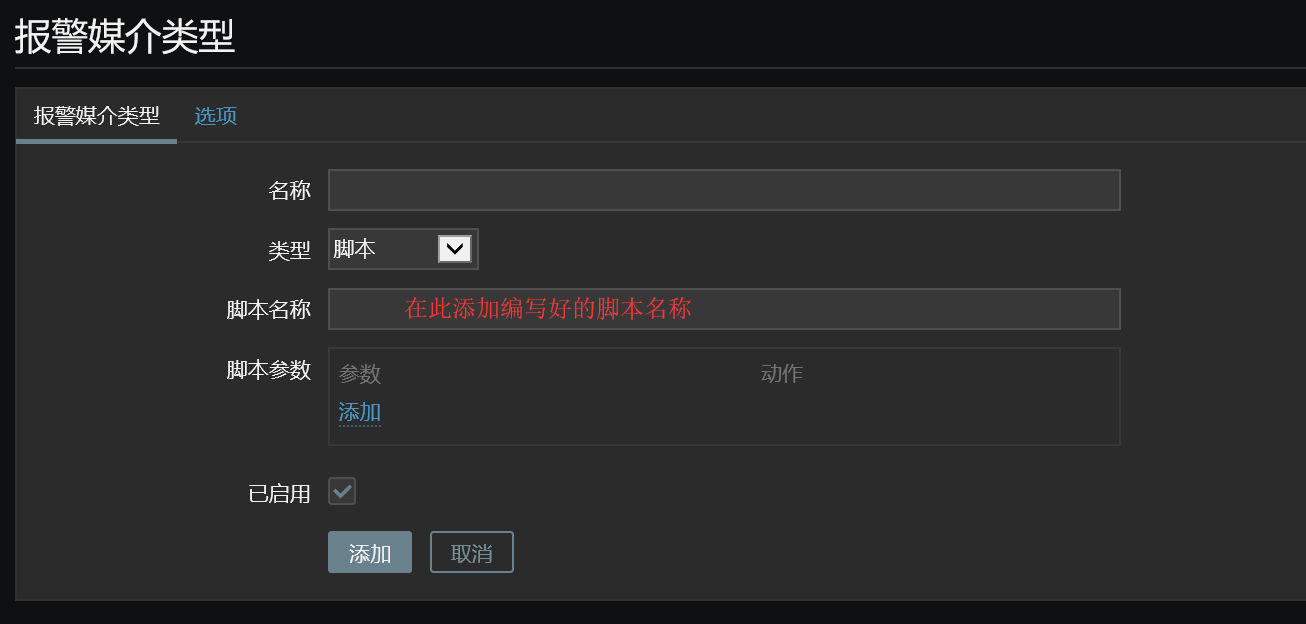 报警媒介类型
报警媒介类型 选项
名称
类型 脚本
脚本名称 在此添加编写好的脚本名称
脚本参数 参数 动作
添加
已启用
添加 取消